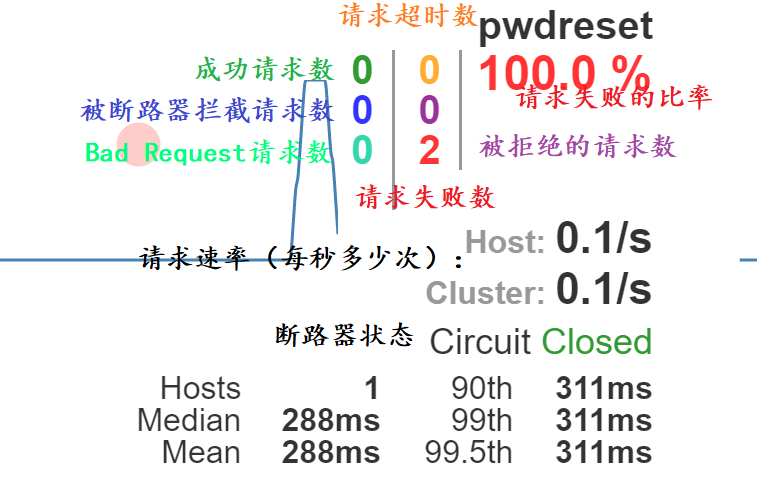 请求超时数 pwdreset
成功请求数 0 0 100.0 %
请求失败的比率
被断路器拦截请求数 0 0
Bad Request请求数 0 2 被拒绝的请求数
请求失败数
请求速率（每秒多少次）： Host: 0.1/s
Cluster: 0.1/s
断路器状态 Circuit Closed
Hosts 1 90th 311ms
Median 288ms 99th 311ms
Mean 288ms 99.5th 311ms